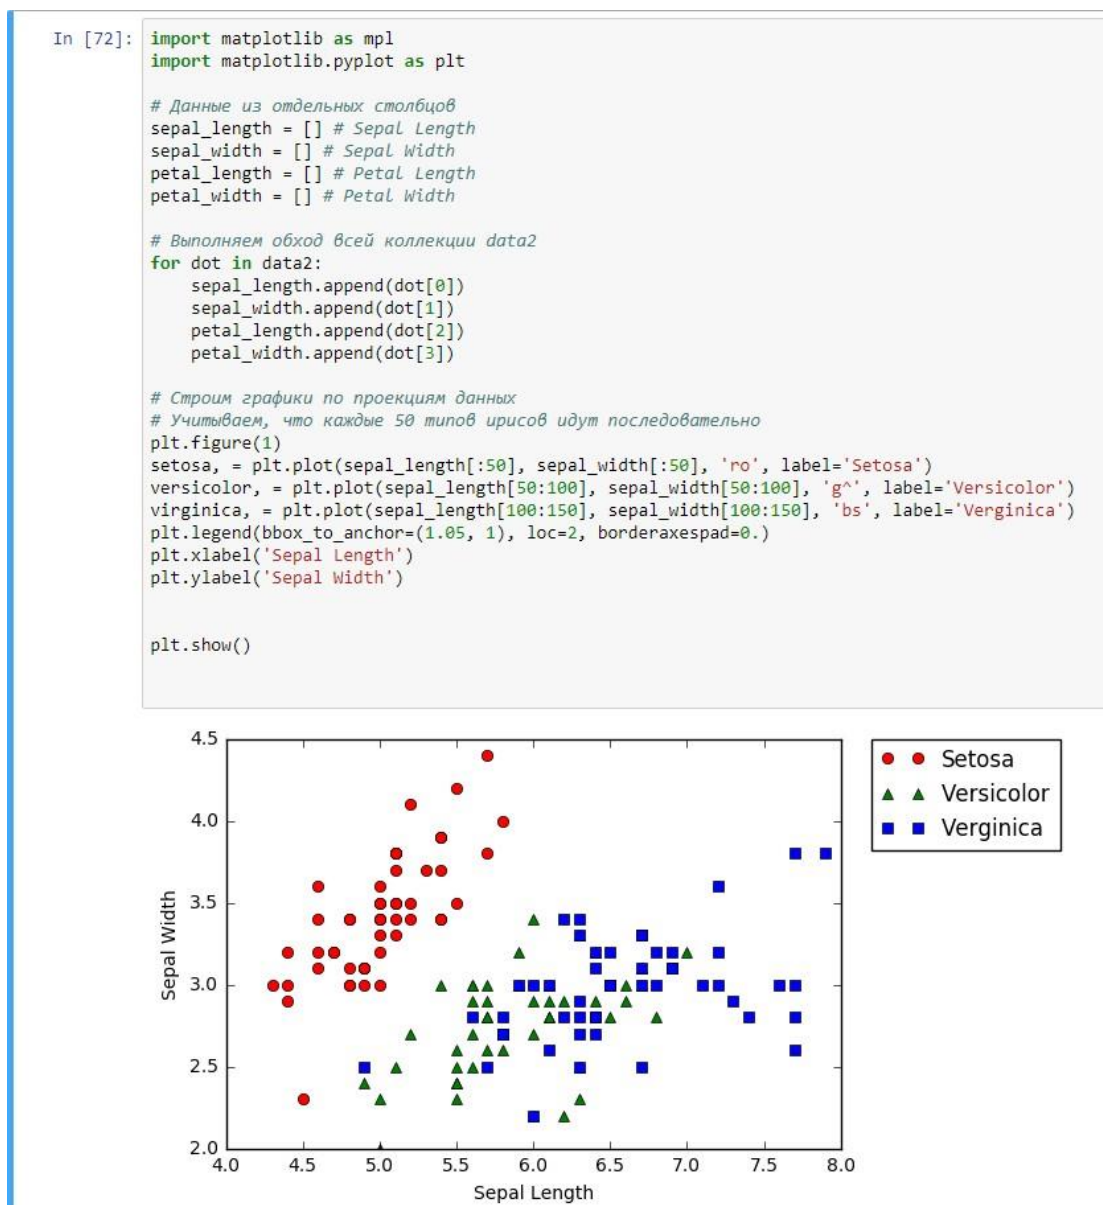 In [72]: import matplotlib as mpl
import matplotlib.pyplot as plt
# Данные из отдельных столбцов
sepal_length = [] # Sepal Length
sepal_width = [] # Sepal Width
petal_length = [] # Petal Length
petal_width = [] # Petal Width
# Выполняем обход всей коллекции data2
for dot in data2:
    sepal_length.append(dot[0])
    sepal_width.append(dot[1])
    petal_length.append(dot[2])
    petal_width.append(dot[3])
# Строим графики по проекциям данных
# Учитываем, что каждые 50 типов ирисов идут последовательно
plt.figure(1)
setosa, = plt.plot(sepal_length[:50], sepal_width[:50], 'ro', label='Setosa')
versicolor, = plt.plot(sepal_length[50:100], sepal_width[50:100], 'g^', label='Versicolor')
virginica, = plt.plot(sepal_length[100:150], sepal_width[100:150], 'bs', label='Verginica')
plt.legend(bbox_to_anchor=(1.05, 1), loc=2, borderaxespad=0.)
plt.xlabel('Sepal Length')
plt.ylabel('Sepal Width')
plt.show()
4.5
4.0
3.5
3.0
2.5
2.0
Sepal Width
4.0 4.5 5.0 5.5 6.0 6.5 7.0 7.5 8.0
Sepal Length
Setosa
Versicolor
Verginica